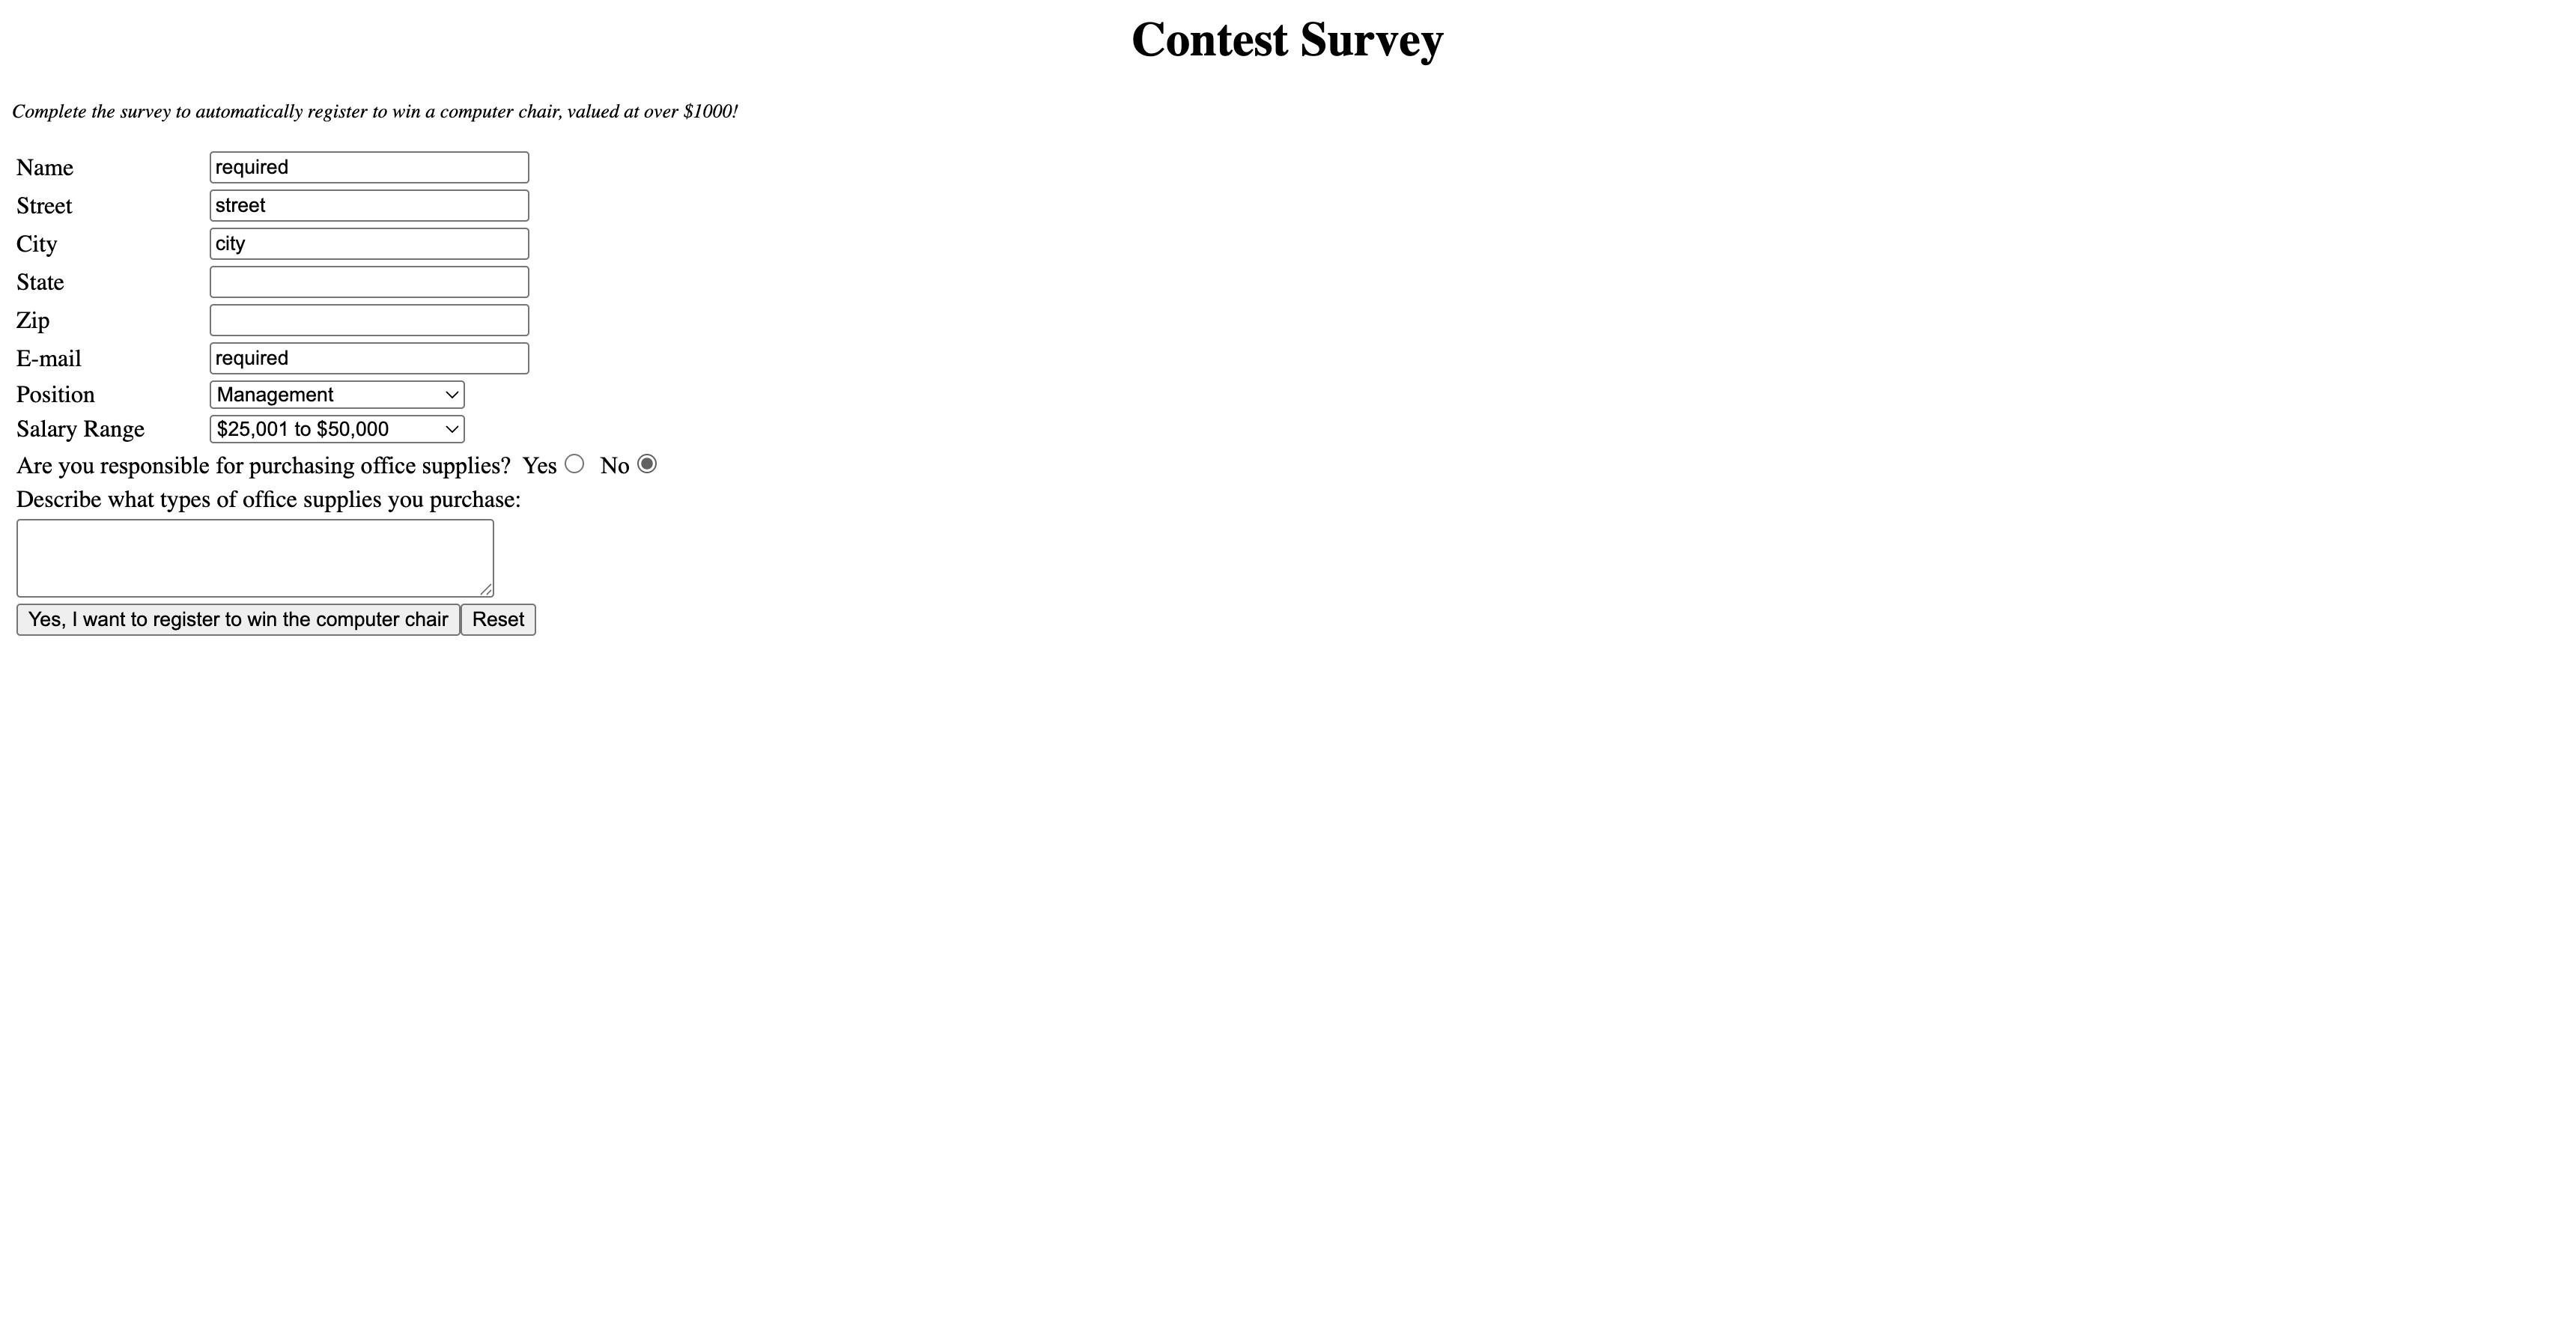 Contest Survey
Complete the survey to automatically register to win a computer chair, valued at over $1000!
Name required
Street street
City city
State
Zip
E-mail required
Position Management
Salary Range $25,001 to $50,000
Are you responsible for purchasing office supplies? Yes No
Describe what types of office supplies you purchase:
Yes, I want to register to win the computer chair Reset